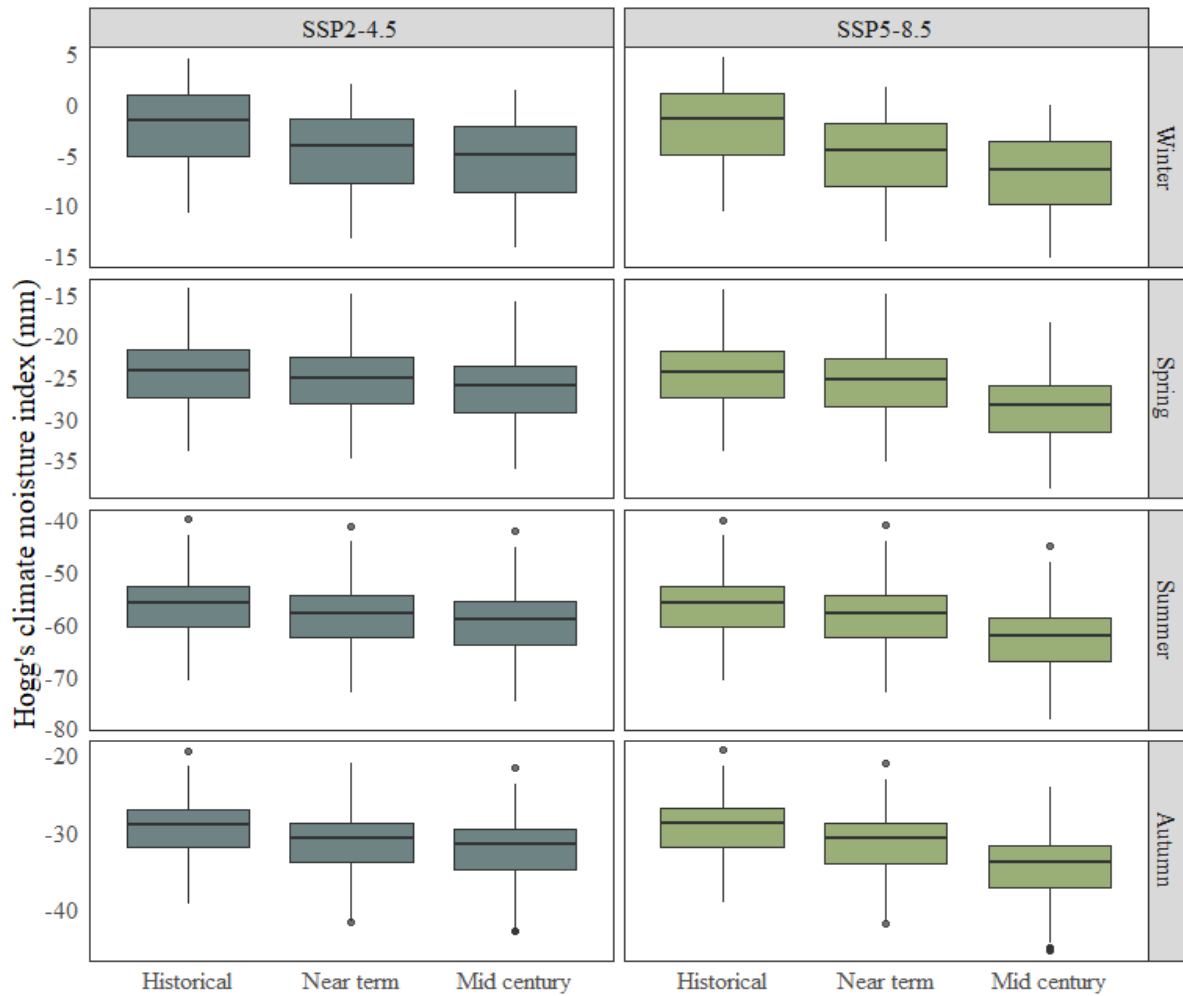 SSP2-4.5
SSP5-8.5
Hogg's climate moisture index (mm)
5
0
-5
-10
-15
Winter
-15
-20
-25
-30
-35
Spring
-40
-50
-60
-70
-80
Summer
-20
-30
-40
Autumn
Historical
Near term
Mid century
Historical
Near term
Mid century